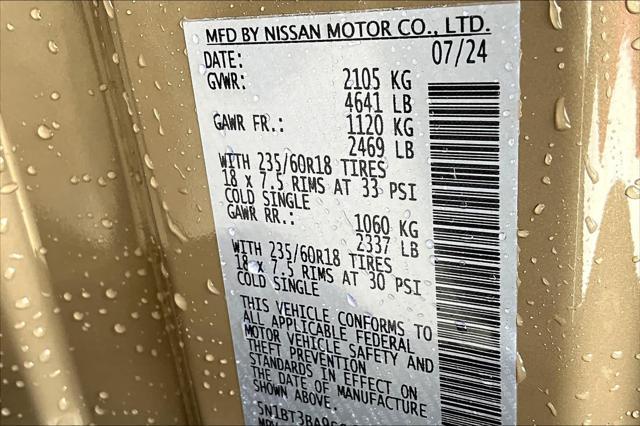 MFD BY NISSAN MOTOR CO., LTD.
DATE: 07/24
GVWR: 2105 KG
4641 LB
GAWR FR.: 1120 KG
2469 LB
WITH 235/60R18 TIRES
18 X 7.5 RIMS AT 33 PSI
COLD SINGLE
GAWR RR.: 1060 KG
2337 LB
WITH 235/60R18 TIRES
18 X 7.5 RIMS AT 30 PSI
COLD SINGLE
THIS VEHICLE CONFORMS TO
ALL APPLICABLE FEDERAL
MOTOR VEHICLE SAFETY AND
THEFT PREVENTION
STANDARDS IN EFFECT ON
THE DATE OF MANUFACTURE
SHOWN ABOVE.